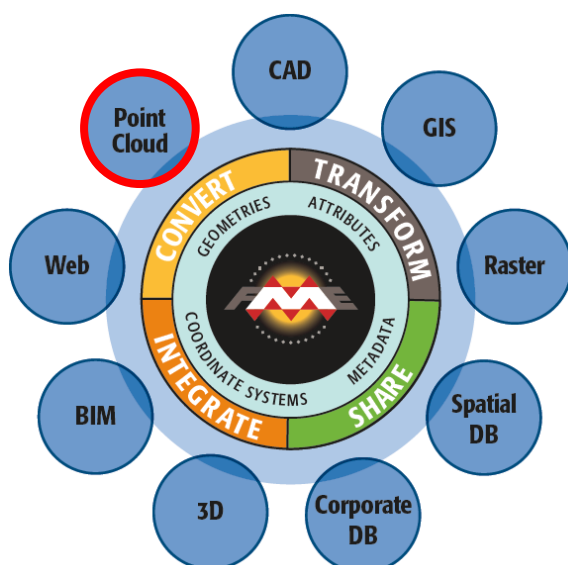 CAD
Point
Cloud
GIS
CONVERT
TRANSFORM
GEOMETRIES
ATTRIBUTES
Web
Raster
FME
COORDINATE SYSTEMS
METADATA
INTEGRATE
SHARE
BIM
Spatial
DB
3D
Corporate
DB